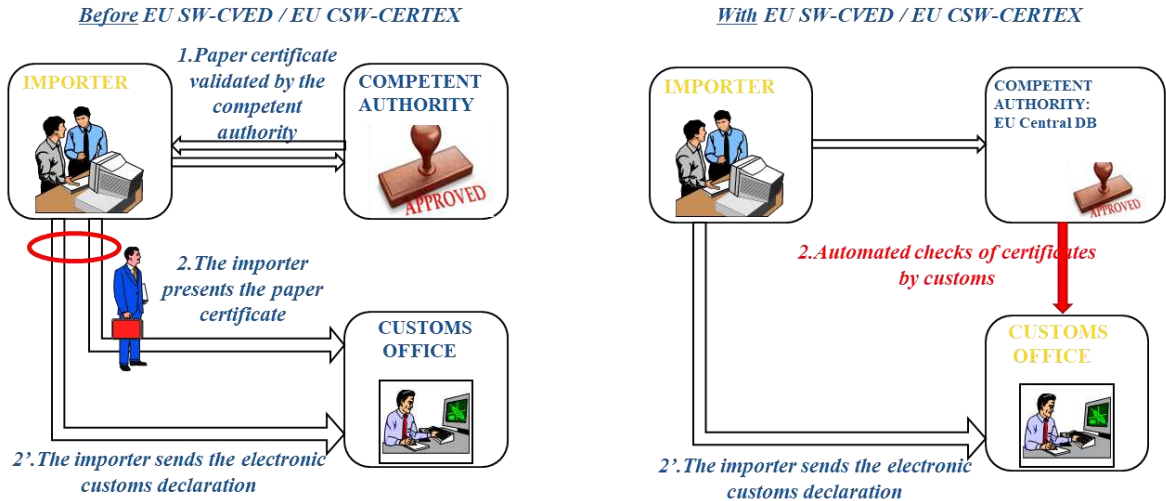 Before EU SW-CVED / EU CSW-CERTEX
1.Paper certificate
validated by the
competent
authority
IMPORTER
COMPETENT
AUTHORITY
APPROVED
2.The importer
presents the paper
certificate
CUSTOMS
OFFICE
2’.The importer sends the electronic
customs declaration
With EU SW-CVED / EU CSW-CERTEX
IMPORTER
COMPETENT
AUTHORITY:
EU Central DB
APPROVED
2.Automated checks of certificates
by customs
CUSTOMS
OFFICE
2’.The importer sends the electronic
customs declaration